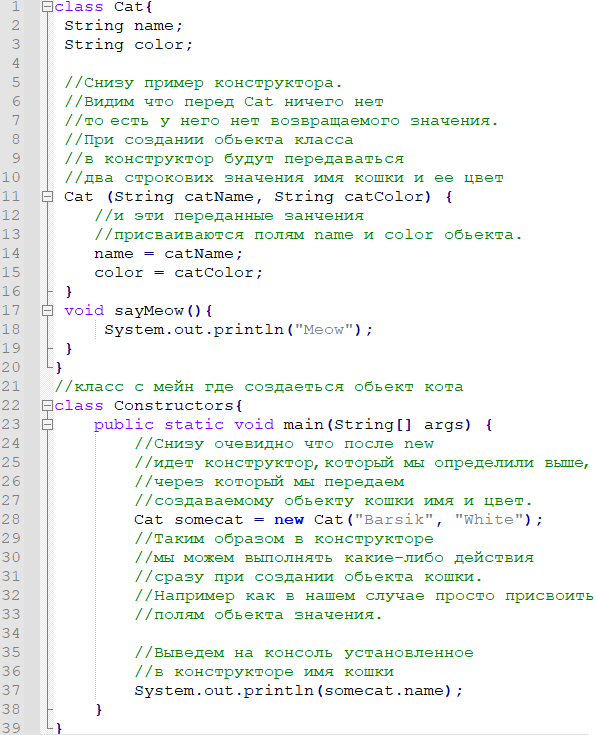 1 class Cat{
2 String name;
3 String color;
4
5 //Снизу пример конструктора.
6 //Видим что перед Cat ничего нет
7 //то есть у него нет возвращаемого значения.
8 //При создании обьекта класса
9 //в конструктор будут передаваться
10 //два строкових значения имя кошки и ее цвет
11 Cat (String catName, String catColor) {
12 //и эти переданные занчения
13 //присваиваются полям name и color обьекта.
14 name = catName;
15 color = catColor;
16 }
17 void sayMeow(){
18 System.out.println("Meow");
19 }
20 }
21 //класс с мейн где создаеться обьект кота
22 class Constructors{
23 public static void main(String[] args) {
24 //Снизу очевидно что после new
25 //идет конструктор,который мы определили выше,
26 //через который мы передаем
27 //создаваемому обьекту кошки имя и цвет.
28 Cat somecat = new Cat("Barsik", "White");
29 //Таким образом в конструкторе
30 //мы можем выполнять какие-либо действия
31 //сразу при создании обьекта кошки.
32 //Например как в нашем случае просто присвоить
33 //полям обьекта значения.
34
35 //Выведем на консоль установленное
36 //в конструкторе имя кошки
37 System.out.println(somecat.name);
38 }
39 }